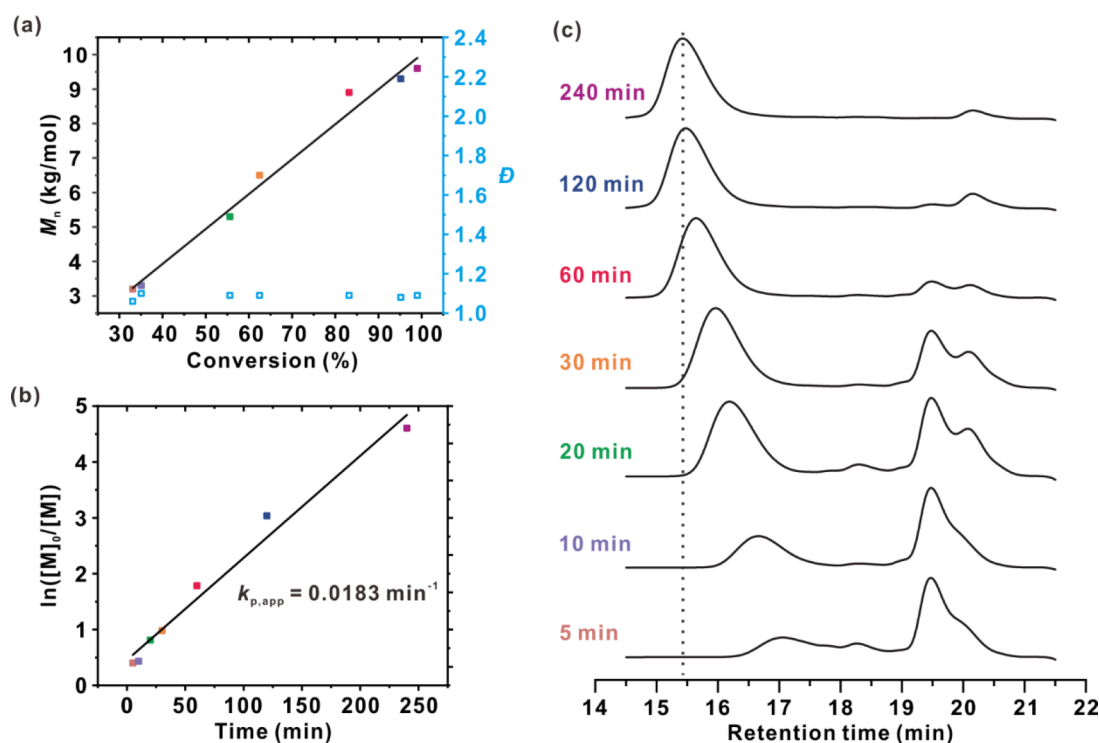 (a)
10
9
8
7
6
5
4
3
Mn (kg/mol)
2.4
2.2
2.0
1.8
1.6
1.4
1.2
1.0
Đ
30 40 50 60 70 80 90 100
Conversion (%)
(b)
5
4
3
2
1
0
ln([M]0/[M])
kp,app = 0.0183 min-1
0 50 100 150 200 250
Time (min)
(c)
240 min
120 min
60 min
30 min
20 min
10 min
5 min
14 15 16 17 18 19 20 21 22
Retention time (min)